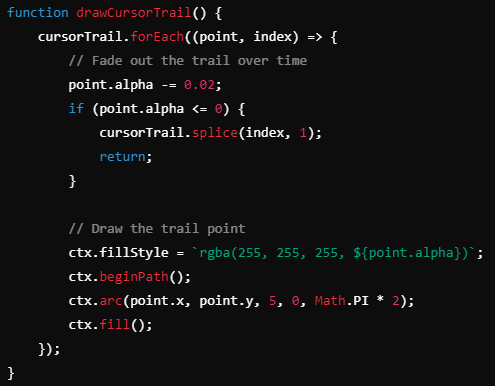 function drawCursorTrail() {
    cursorTrail.forEach((point, index) => {
        // Fade out the trail over time
        point.alpha -= 0.02;
        if (point.alpha <= 0) {
            cursorTrail.splice(index, 1);
            return;
        }

        // Draw the trail point
        ctx.fillStyle = `rgba(255, 255, 255, ${point.alpha})`;
        ctx.beginPath();
        ctx.arc(point.x, point.y, 5, 0, Math.PI * 2);
        ctx.fill();
    });
}